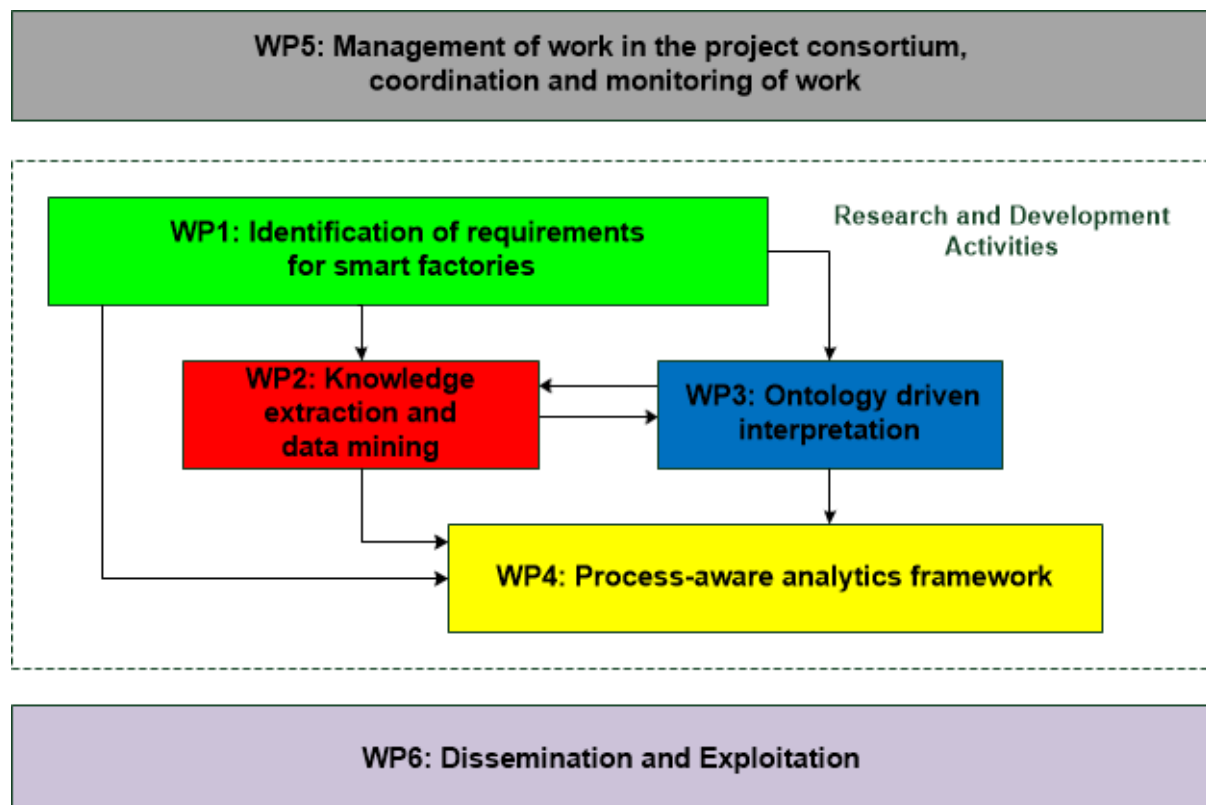 WP5: Management of work in the project consortium,
coordination and monitoring of work
WP1: Identification of requirements
for smart factories
Research and Development
Activities
WP2: Knowledge
extraction and
data mining
WP3: Ontology driven
interpretation
WP4: Process-aware analytics framework
WP6: Dissemination and Exploitation